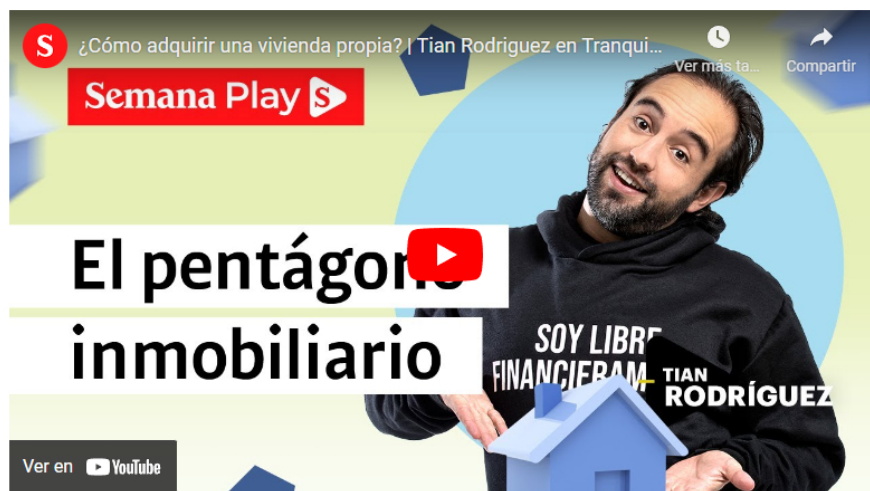 S
¿Cómo adquirir una vivienda propia? | Tian Rodriguez en Tranqui...
Ver más ta...
Compartir
Semana Play S
El pentágono
inmobiliario
SOY LIBRE
FINANCIERAM
TIAN
RODRÍGUEZ
Ver en YouTube